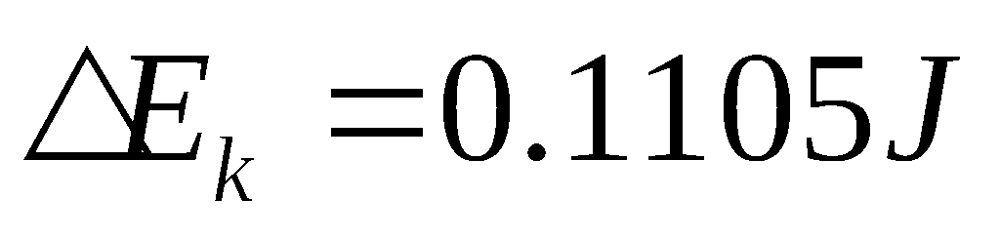 △E_k = 0.1105J